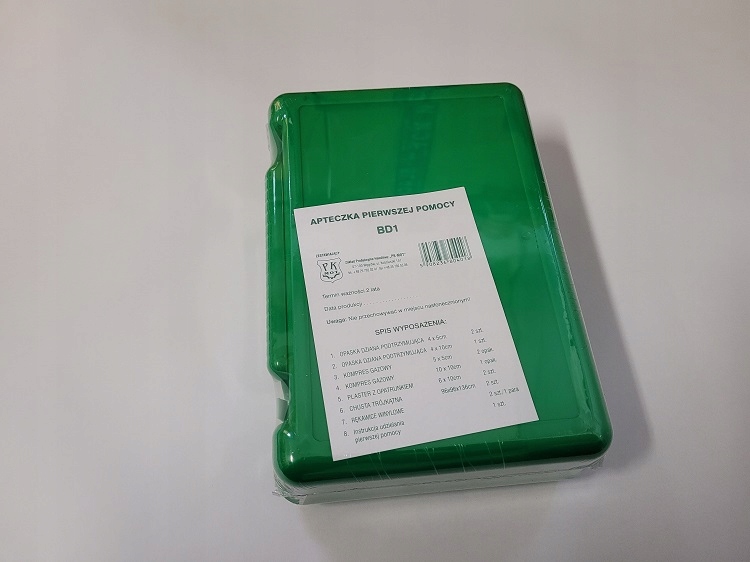 APTECZKA PIERWSZEJ POMOCY
BD1
PK
MOT
Termin ważności 2 lata
Data produkcji
Uwaga: Nie przechowywać w miejscu nasłonecznionym!
SPIS WYPOSAŻENIA:
1. OPASKA DZIANA PODTRZYMUJĄCA 4 x 5cm 2 szt.
2. OPASKA DZIANA PODTRZYMUJĄCA 4 x 10cm 1 szt.
3. KOMPRES GAZOWY 5 x 5cm 2 opak.
4. KOMPRES GAZOWY 10 x 10cm 1 opak.
5. PLASTER Z OPATRUNKIEM 6 x 10cm 2 szt.
6. CHUSTA TRÓJKĄTNA 96x96x136cm 2 szt.
7. RĘKAWICE WINYLOWE 2 szt./1 para
8. Instrukcja udzielania 1 szt.
pierwszej pomocy